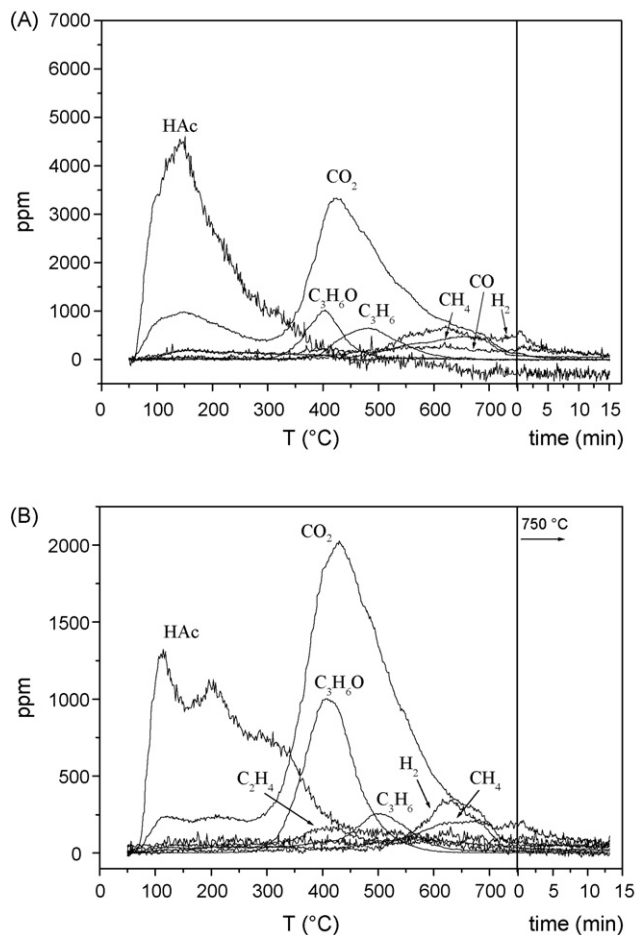 (A)
7000
6000
5000
4000
3000
2000
1000
0
ppm
HAc
CO₂
C₃H₆O
C₃H₆
CH₄
CO
H₂
100 200 300 400 500 600 700 0 5 10 15
T (°C) time (min)
(B)
2000
1500
1000
500
0
ppm
CO₂
750 °C
HAc
C₃H₆O
C₂H₄
H₂
CH₄
C₃H₆
100 200 300 400 500 600 700 0 5 10 15
T (°C) time (min)